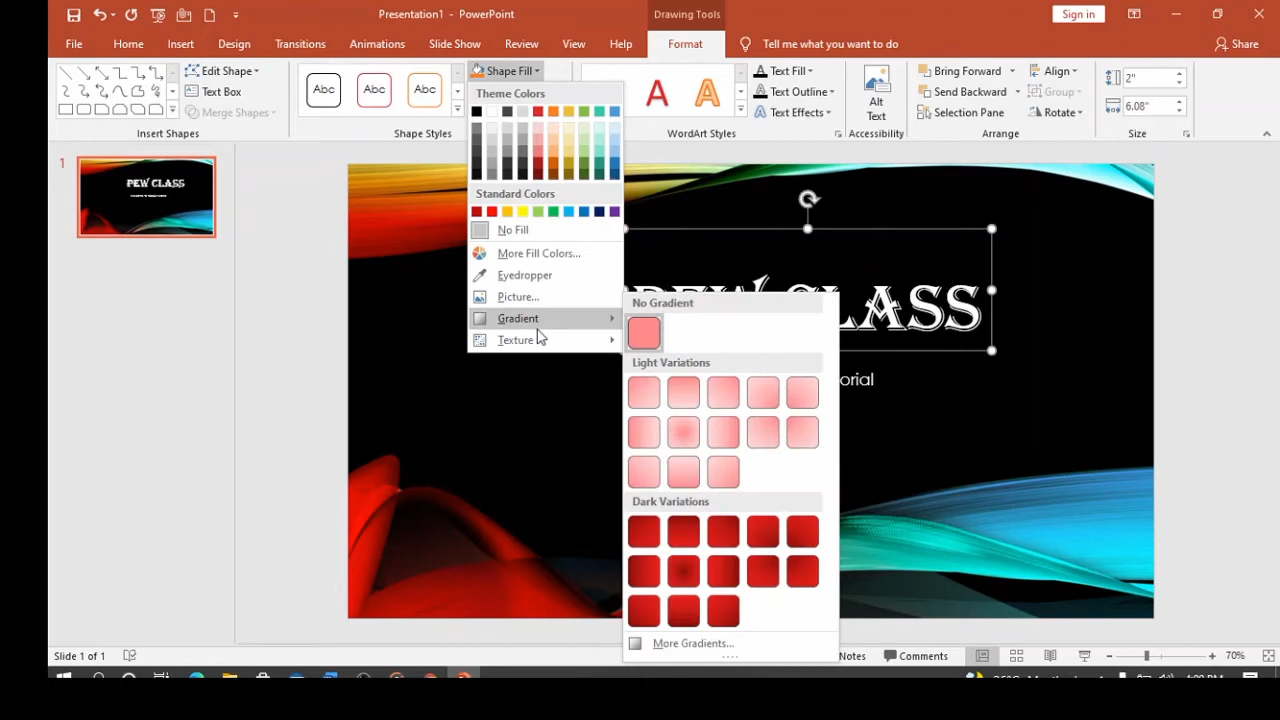 Presentation1 - PowerPoint
Drawing Tools
Sign in
File Home Insert Design Transitions Animations Slide Show Review View Help Format Tell me what you want to do Share
Edit Shape
Text Box
Merge Shapes
Insert Shapes
Abc Abc Abc
Shape Styles
Shape Fill
Theme Colors
Standard Colors
No Fill
More Fill Colors...
Eyedropper
Picture...
Gradient
Texture
No Gradient
Light Variations
Dark Variations
More Gradients...
A A
WordArt Styles
Text Fill
Text Outline
Text Effects
Alt
Text
Accessibility
Bring Forward
Send Backward
Selection Pane
Align
Group
Rotate
Arrange
2"
6.08"
Size
1
PEW CLASS
PEW CLASS
orial
Slide 1 of 1
Notes
Comments
70%